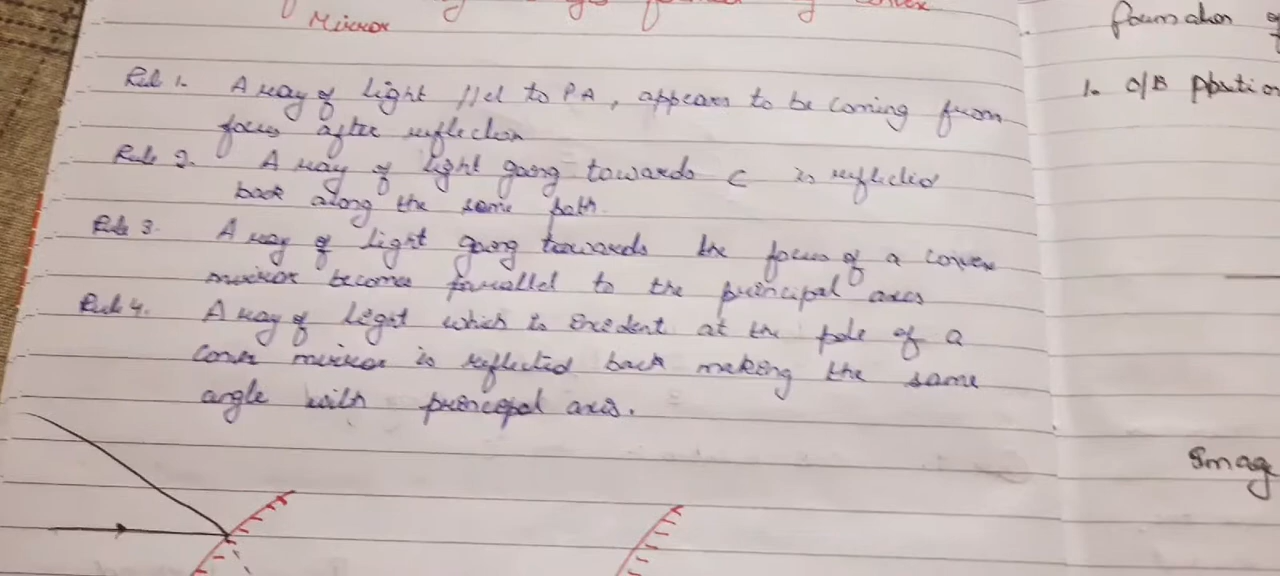 Mirror
Rule 1. A ray of light ||el to PA, appears to be coming from
focus after reflection
Rule 2. A ray of light going towards C is reflected
back along the same path.
Rule 3. A ray of light going towards the focus of a convex
mirror becomes parallel to the principal axis
Rule 4. A ray of light which is incident at the pole of a
convex mirror is reflected back making the same
angle with principal axis.
formation of
1. O/B position
Imag